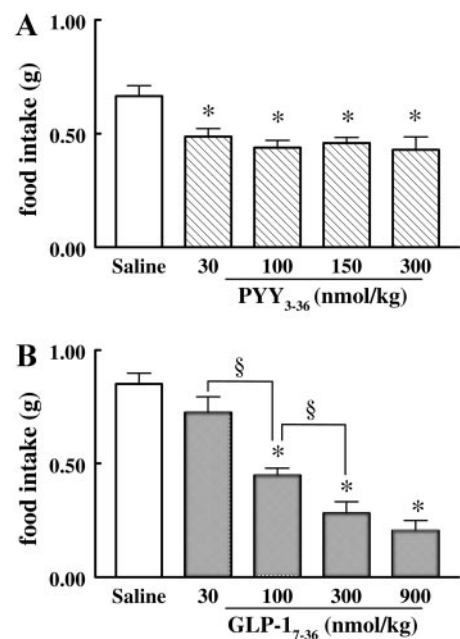 A
1.00
food intake (g)
0.50
0.00
* * * *
Saline 30 100 150 300
PYY3-36 (nmol/kg)
B
1.00
food intake (g)
0.50
0.00
§
§
* * *
Saline 30 100 300 900
GLP-17-36 (nmol/kg)